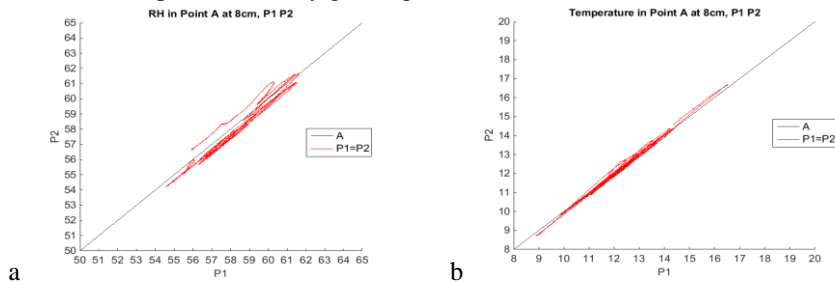 RH in Point A at 8cm, P1 P2
65
64
63
62
61
60
59
58
57
56
55
54
53
52
51
50
P2
50 51 52 53 54 55 56 57 58 59 60 61 62 63 64 65
P1
A
P1=P2
a
Temperature in Point A at 8cm, P1 P2
20
19
18
17
16
15
14
13
12
11
10
9
8
P2
8 9 10 11 12 13 14 15 16 17 18 19 20
P1
A
P1=P2
b